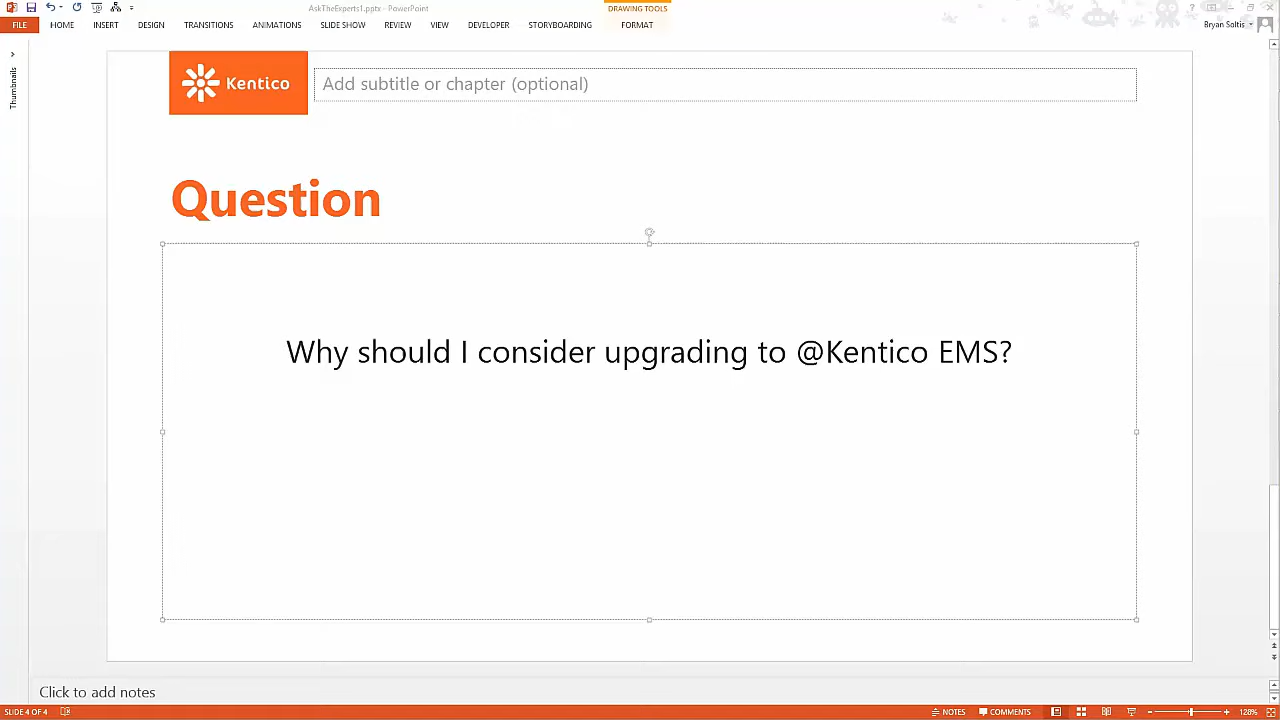 AskTheExperts1.pptx - PowerPoint
DRAWING TOOLS
FILE HOME INSERT DESIGN TRANSITIONS ANIMATIONS SLIDE SHOW REVIEW VIEW DEVELOPER STORYBOARDING FORMAT
Bryan Soltis
Thumbnails
Kentico
Add subtitle or chapter (optional)
Question
Why should I consider upgrading to @Kentico EMS?
Click to add notes
SLIDE 4 OF 4
NOTES COMMENTS 128%